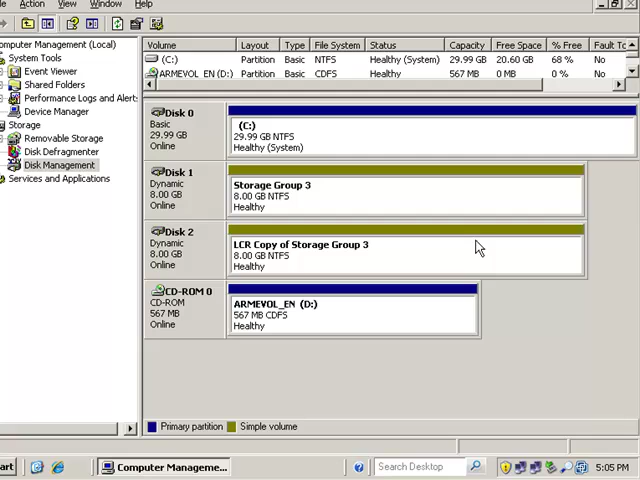 Action View Window Help
Computer Management (Local)
System Tools
Event Viewer
Shared Folders
Performance Logs and Alerts
Device Manager
Storage
Removable Storage
Disk Defragmenter
Disk Management
Services and Applications
Volume Layout Type File System Status Capacity Free Space % Free Fault To
(C:) Partition Basic NTFS Healthy (System) 29.99 GB 20.60 GB 68 % No
ARMEVOL_EN (D:) Partition Basic CDFS Healthy 567 MB 0 MB 0 % No
Disk 0
Basic
29.99 GB
Online
(C:)
29.99 GB NTFS
Healthy (System)
Disk 1
Dynamic
8.00 GB
Online
Storage Group 3
8.00 GB NTFS
Healthy
Disk 2
Dynamic
8.00 GB
Online
LCR Copy of Storage Group 3
8.00 GB NTFS
Healthy
CD-ROM 0
CD-ROM
567 MB
Online
ARMEVOL_EN (D:)
567 MB CDFS
Healthy
Primary partition Simple volume
art Computer Manageme... Search Desktop 5:05 PM